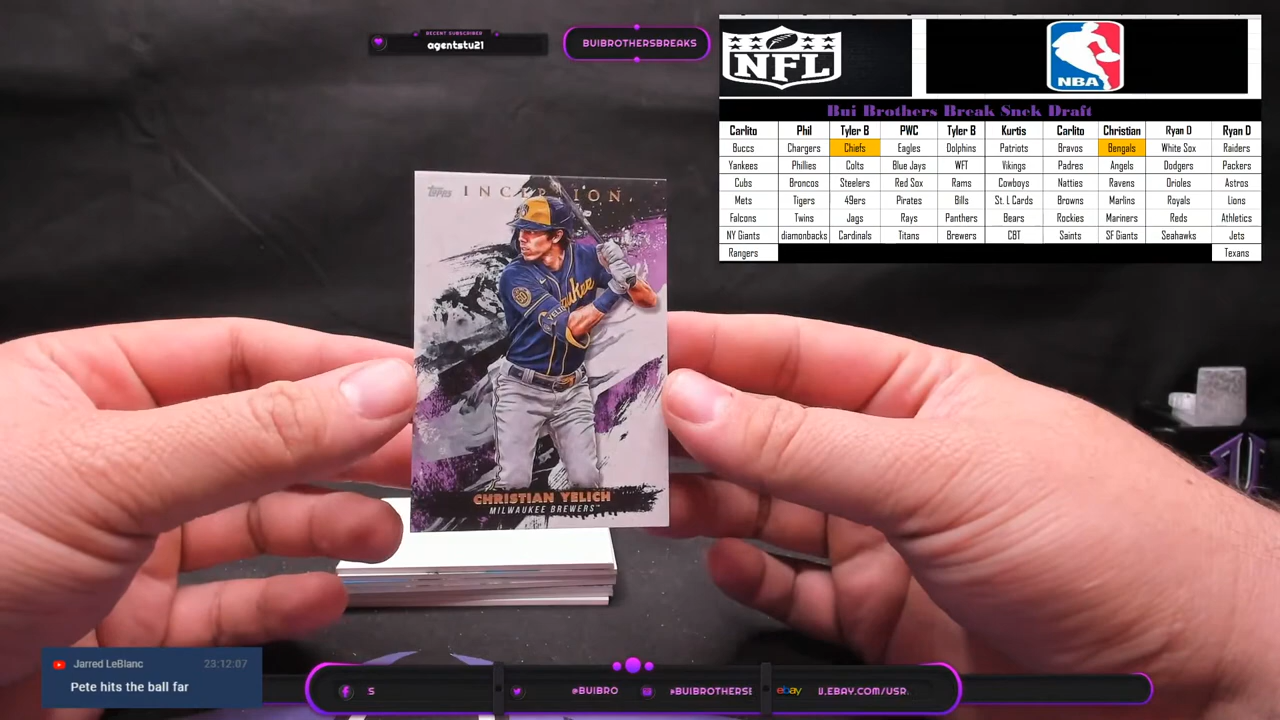 RECENT SUBSCRIBER
agentstu21
BUIBROTHERSBREAKS
NFL
NBA
Bui Brothers Break Snek Draft
Carlito Phil Tyler B PWC Tyler B Kurtis Carlito Christian Ryan D Ryan D
Buccs Chargers Chiefs Eagles Dolphins Patriots Bravos Bengals White Sox Raiders
Yankees Phillies Colts Blue Jays WFT Vikings Padres Angels Dodgers Packers
Cubs Broncos Steelers Red Sox Rams Cowboys Natties Ravens Orioles Astros
Mets Tigers 49ers Pirates Bills St. L Cards Browns Marlins Royals Lions
Falcons Twins Jags Rays Panthers Bears Rockies Mariners Reds Athletics
NY Giants diamonbacks Cardinals Titans Brewers CBT Saints SF Giants Seahawks Jets
Rangers Texans
Topps INCEPTION
CHRISTIAN YELICH
MILWAUKEE BREWERS™
Jarred LeBlanc 23:12:07
Pete hits the ball far
S @BUIBRO >BUIBROTHERSE ebay U.EBAY.COM/USR.